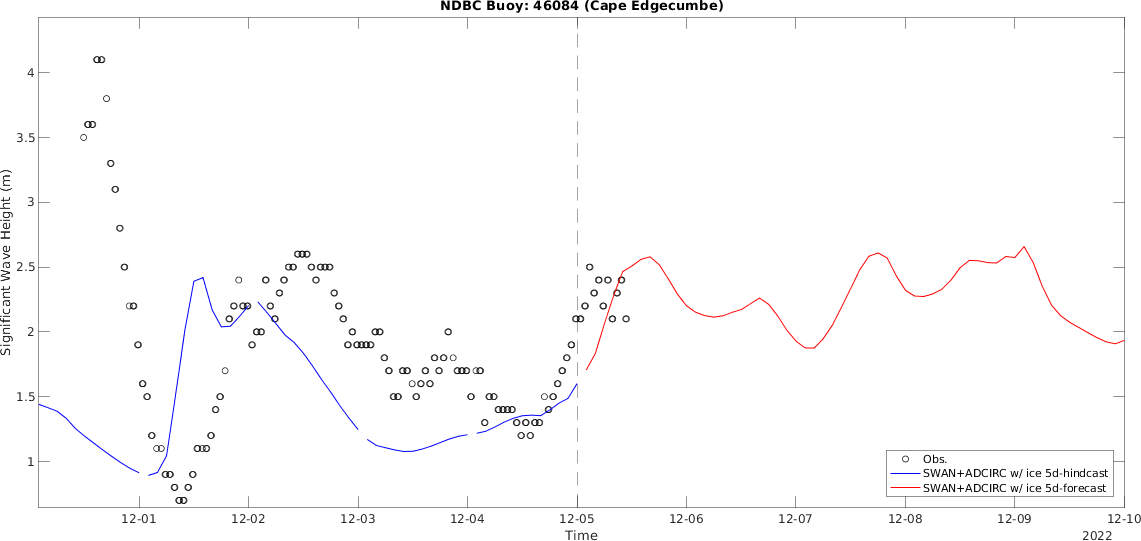 NDBC Buoy: 46084 (Cape Edgecumbe)
Significant Wave Height (m)
4
3.5
3
2.5
2
1.5
1
Obs.
SWAN+ADCIRC w/ ice 5d-hindcast
SWAN+ADCIRC w/ ice 5d-forecast
12-01 12-02 12-03 12-04 12-05 12-06 12-07 12-08 12-09 12-10
Time
2022